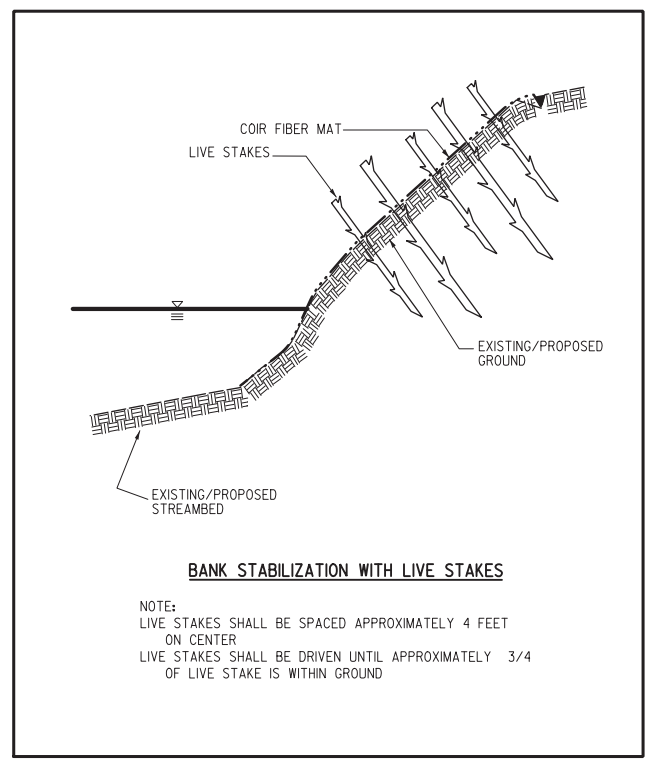 COIR FIBER MAT
LIVE STAKES
EXISTING/PROPOSED
GROUND
EXISTING/PROPOSED
STREAMBED
BANK STABILIZATION WITH LIVE STAKES
NOTE:
LIVE STAKES SHALL BE SPACED APPROXIMATELY 4 FEET
ON CENTER
LIVE STAKES SHALL BE DRIVEN UNTIL APPROXIMATELY 3/4
OF LIVE STAKE IS WITHIN GROUND